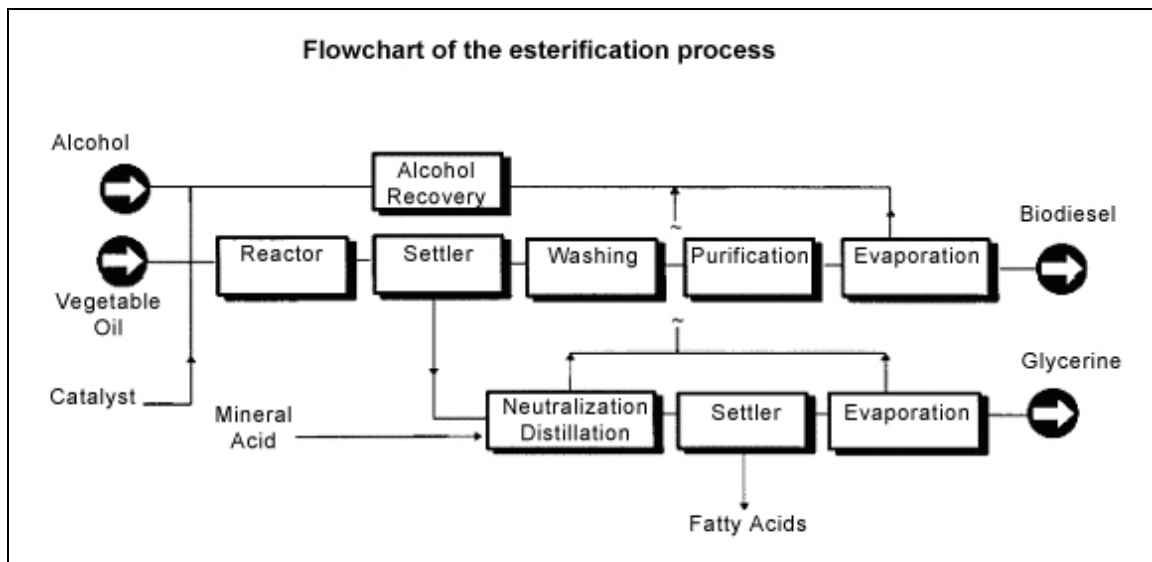 Flowchart of the esterification process
Alcohol
Alcohol
Recovery
Biodiesel
Reactor
Settler
Washing
Purification
Evaporation
Vegetable
Oil
~
~
Glycerine
Catalyst
Mineral
Acid
Neutralization
Distillation
Settler
Evaporation
Fatty Acids